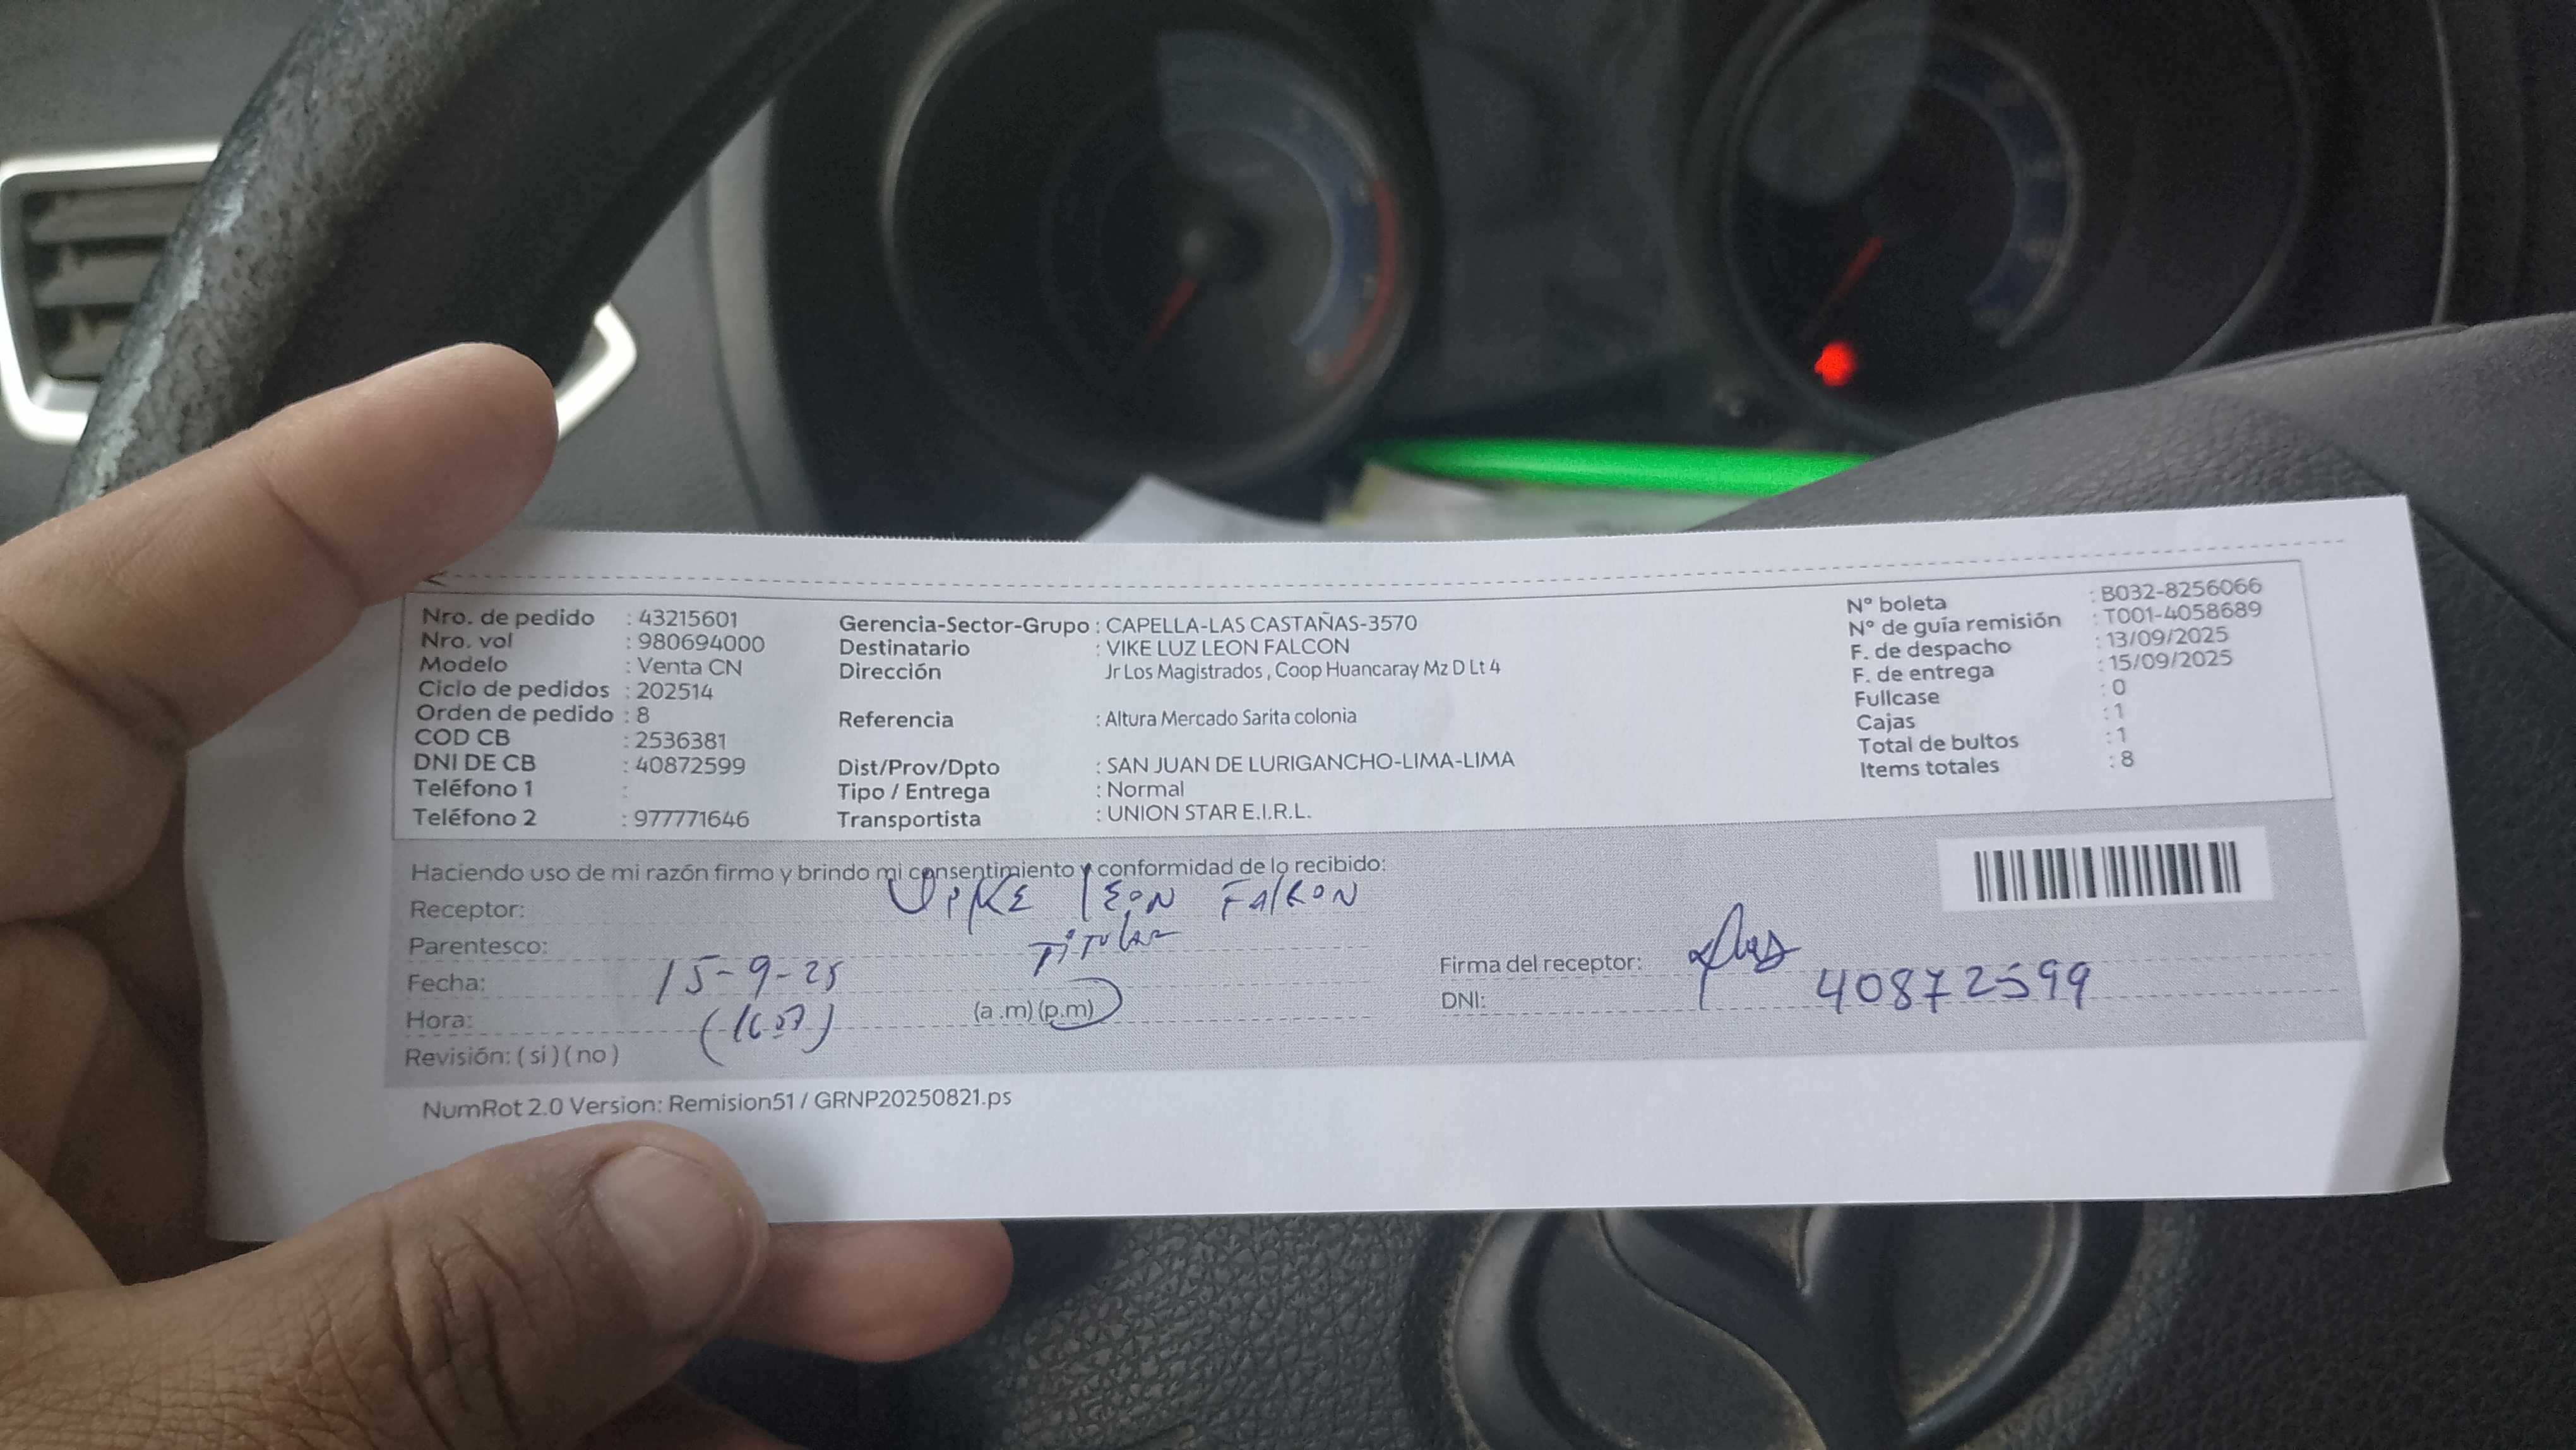 Nro. de pedido : 43215601
Nro. vol : 980694000
Modelo : Venta CN
Ciclo de pedidos : 202514
Orden de pedido : 8
COD CB : 2536381
DNI DE CB : 40872599
Teléfono 1 :
Teléfono 2 : 977771646
Gerencia-Sector-Grupo : CAPELLA-LAS CASTAÑAS-3570
Destinatario : VIKE LUZ LEON FALCON
Dirección Jr Los Magistrados , Coop Huancaray Mz D Lt 4
Referencia : Altura Mercado Sarita colonia
Dist/Prov/Dpto : SAN JUAN DE LURIGANCHO-LIMA-LIMA
Tipo / Entrega : Normal
Transportista : UNION STAR E.I.R.L.
N° boleta : B032-8256066
N° de guía remisión : T001-4058689
F. de despacho : 13/09/2025
F. de entrega : 15/09/2025
Fullcase : 0
Cajas : 1
Total de bultos : 1
Items totales : 8
Haciendo uso de mi razón firmo y brindo mi consentimiento y conformidad de lo recibido:
Receptor: LEON FALCON
Parentesco: TiTular
Fecha: 15-9-25
Hora: (a .m) (p.m)
Revisión: ( si ) ( no )
Firma del receptor:
DNI: 40872599
NumRot 2.0 Version: Remision51 / GRNP20250821.ps